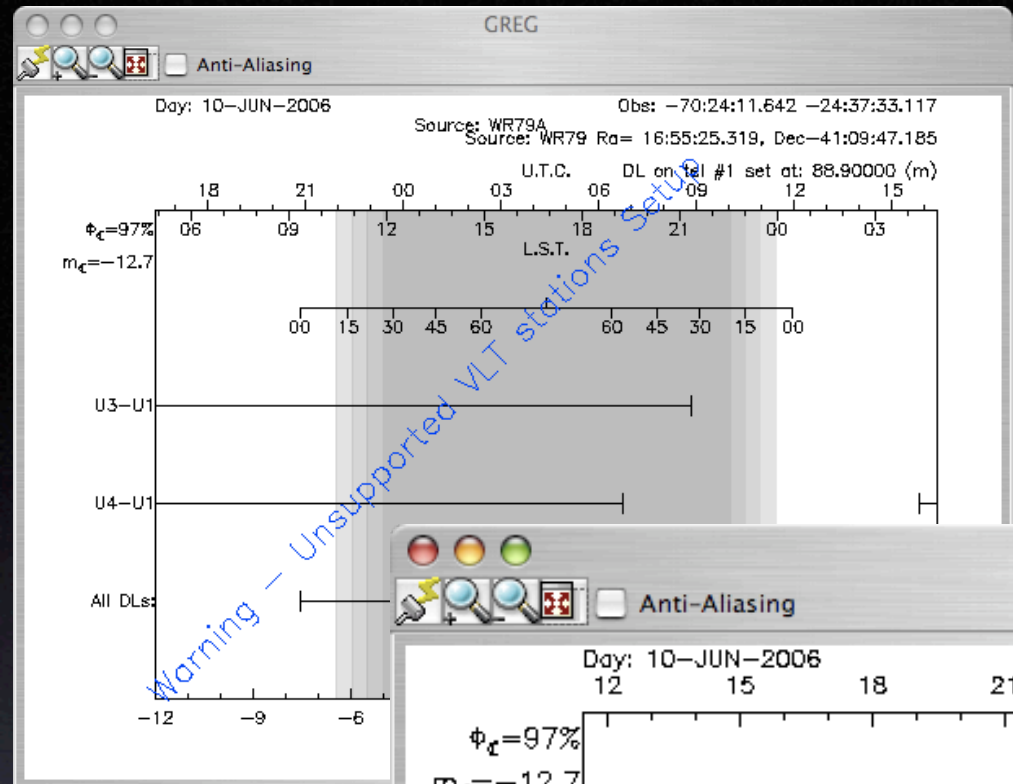 GREG
Anti-Aliasing
Day: 10-JUN-2006 Obs: -70:24:11.642 -24:37:33.117
Source: WR79A
Source: WR79 Ra= 16:55:25.319, Dec-41:09:47.185
U.T.C. DL on tel #1 set at: 88.90000 (m)
18 21 00 03 06 09 12 15
ϕ☾=97% 06 09 12 15 18 21 00 03
L.S.T.
m☾=-12.7
00 15 30 45 60 60 45 30 15 00
U3-U1
U4-U1
All DLs:
Warning - Unsupported VLT stations Setup
-12 -9 -6
Anti-Aliasing
Day: 10-JUN-2006
12 15 18 21
ϕ☾=97%
m☾=-12.7